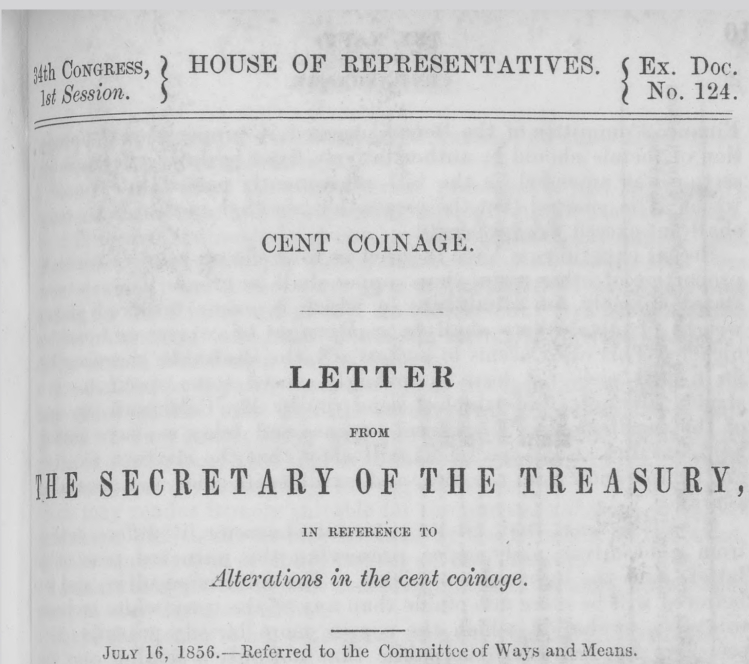 34th Congress, } HOUSE OF REPRESENTATIVES. { Ex. Doc.
1st Session. } { No. 124.
CENT COINAGE.
LETTER
FROM
THE SECRETARY OF THE TREASURY,
IN REFERENCE TO
Alterations in the cent coinage.
July 16, 1856.—Referred to the Committee of Ways and Means.